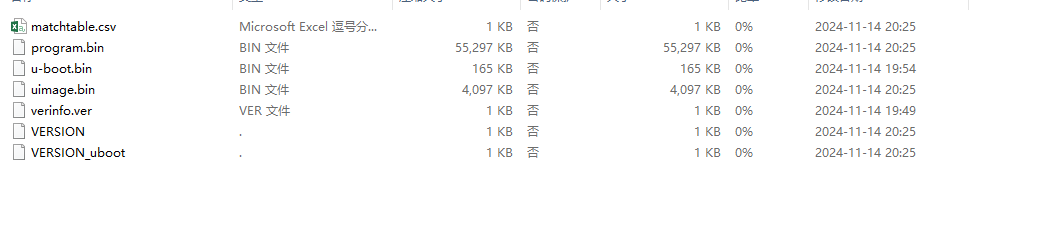 matchtable.csv Microsoft Excel 逗号分... 1 KB 否 1 KB 0% 2024-11-14 20:25
program.bin BIN 文件 55,297 KB 否 55,297 KB 0% 2024-11-14 20:25
u-boot.bin BIN 文件 165 KB 否 165 KB 0% 2024-11-14 19:54
uimage.bin BIN 文件 4,097 KB 否 4,097 KB 0% 2024-11-14 20:25
verinfo.ver VER 文件 1 KB 否 1 KB 0% 2024-11-14 19:49
VERSION . 1 KB 否 1 KB 0% 2024-11-14 20:25
VERSION_uboot . 1 KB 否 1 KB 0% 2024-11-14 20:25